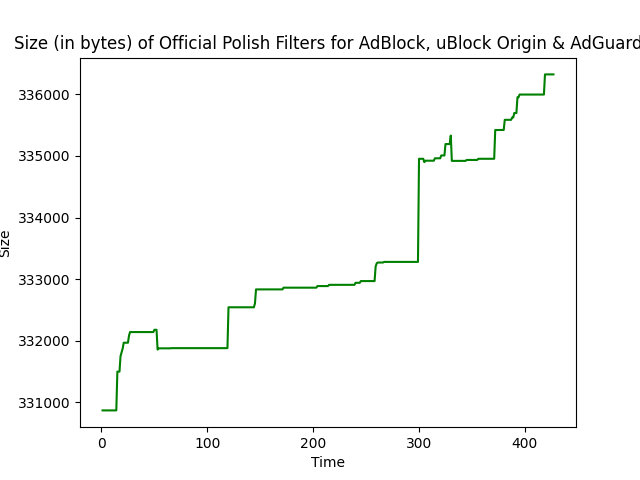 Size (in bytes) of Official Polish Filters for AdBlock, uBlock Origin & AdGuard
336000
335000
334000
333000
332000
331000
Size
0 100 200 300 400
Time